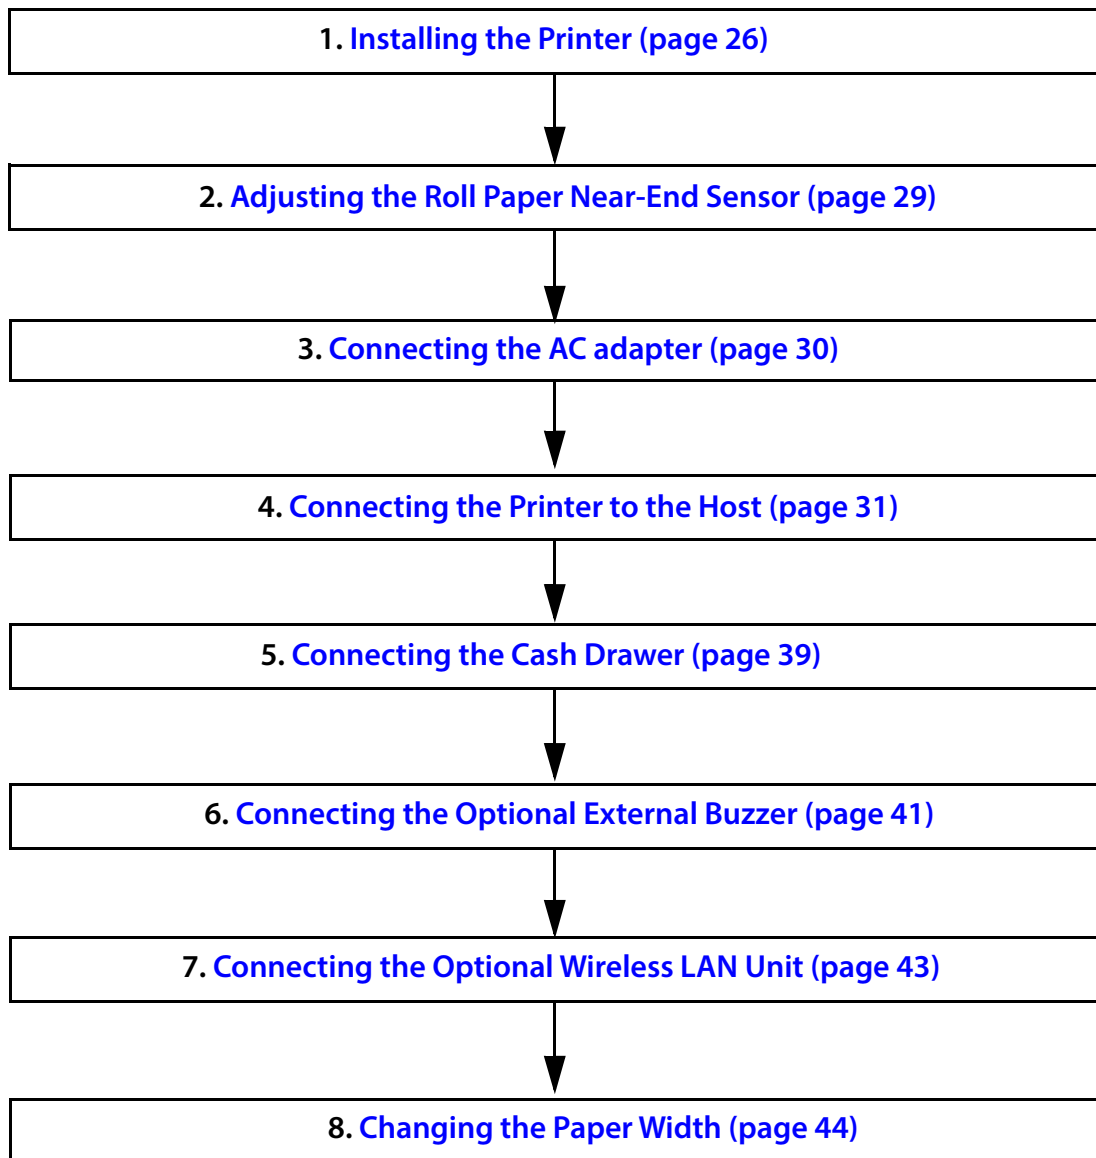 1. Installing the Printer (page 26)
2. Adjusting the Roll Paper Near-End Sensor (page 29)
3. Connecting the AC adapter (page 30)
4. Connecting the Printer to the Host (page 31)
5. Connecting the Cash Drawer (page 39)
6. Connecting the Optional External Buzzer (page 41)
7. Connecting the Optional Wireless LAN Unit (page 43)
8. Changing the Paper Width (page 44)